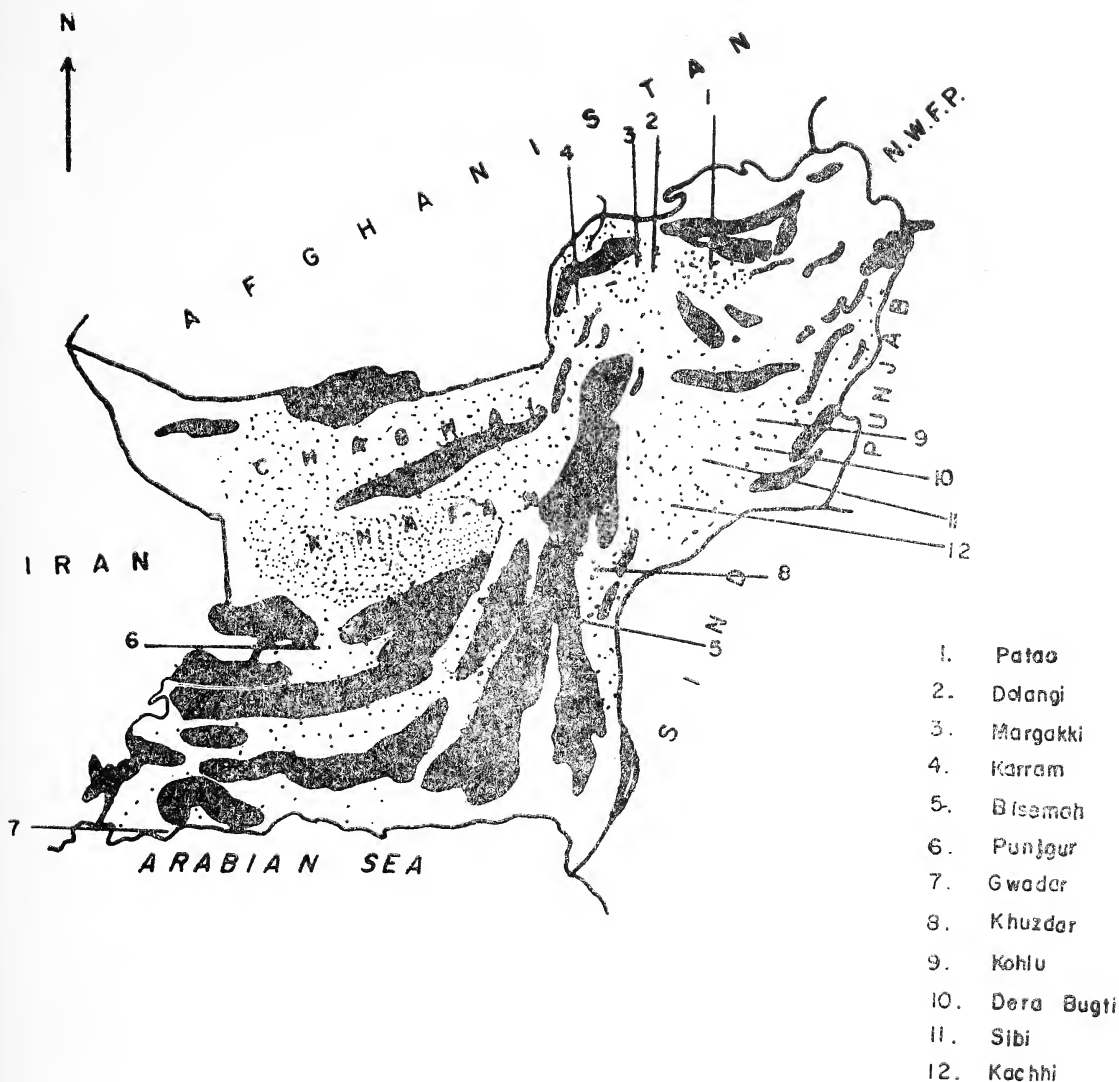 N
AFGHANISTAN
N.W.F.P.
1
2
3
4
PUNJAB
CHAGHAI
KHARAN
9
10
11
12
IRAN
8
SIND
5
6
7
ARABIAN SEA
1. Patao
2. Dolangi
3. Margakki
4. Karram
5. Bisemah
6. Punjgur
7. Gwadar
8. Khuzdar
9. Kohlu
10. Dera Bugti
11. Sibi
12. Kachhi